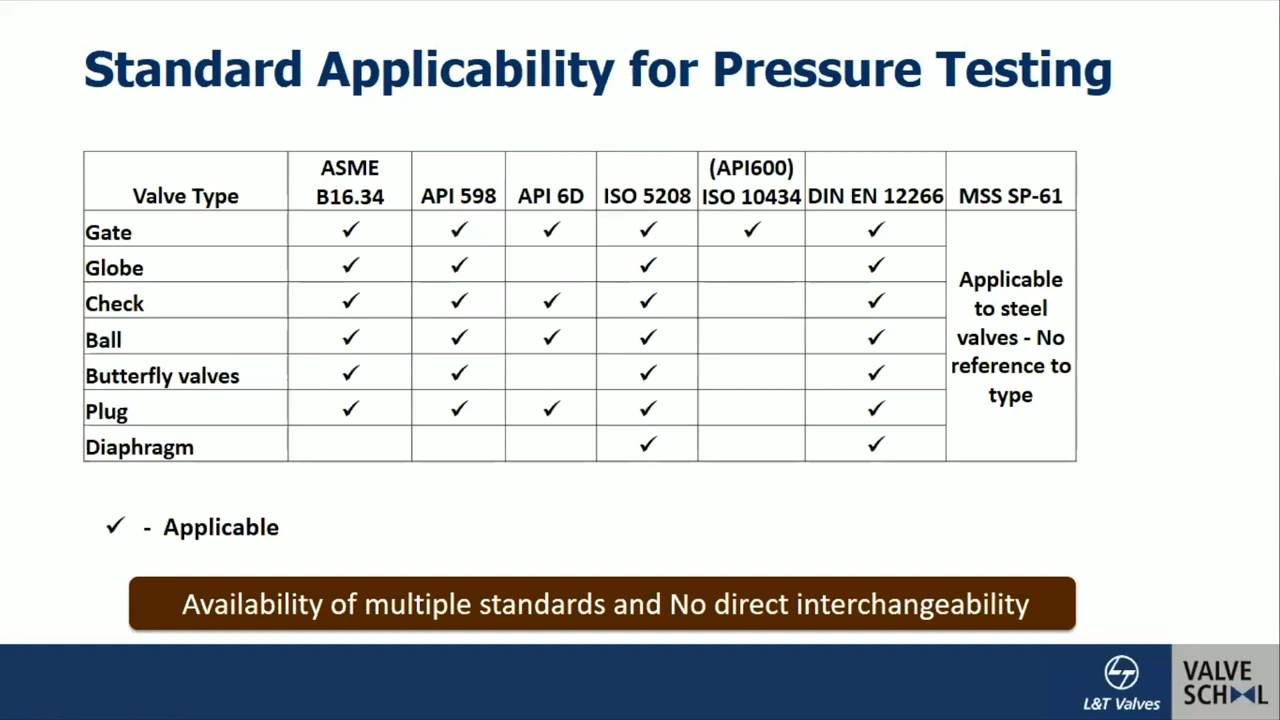 Standard Applicability for Pressure Testing
Valve Type ASME B16.34 API 598 API 6D ISO 5208 (API600) ISO 10434 DIN EN 12266 MSS SP-61
Gate ✓ ✓ ✓ ✓ ✓ ✓
Globe ✓ ✓ ✓ ✓
Check ✓ ✓ ✓ ✓ ✓
Ball ✓ ✓ ✓ ✓ ✓
Butterfly valves ✓ ✓ ✓ ✓
Plug ✓ ✓ ✓ ✓ ✓
Diaphragm ✓ ✓
Applicable
to steel
valves - No
reference to
type
✓ - Applicable
Availability of multiple standards and No direct interchangeability
L&T Valves
VALVE
SCHOOL